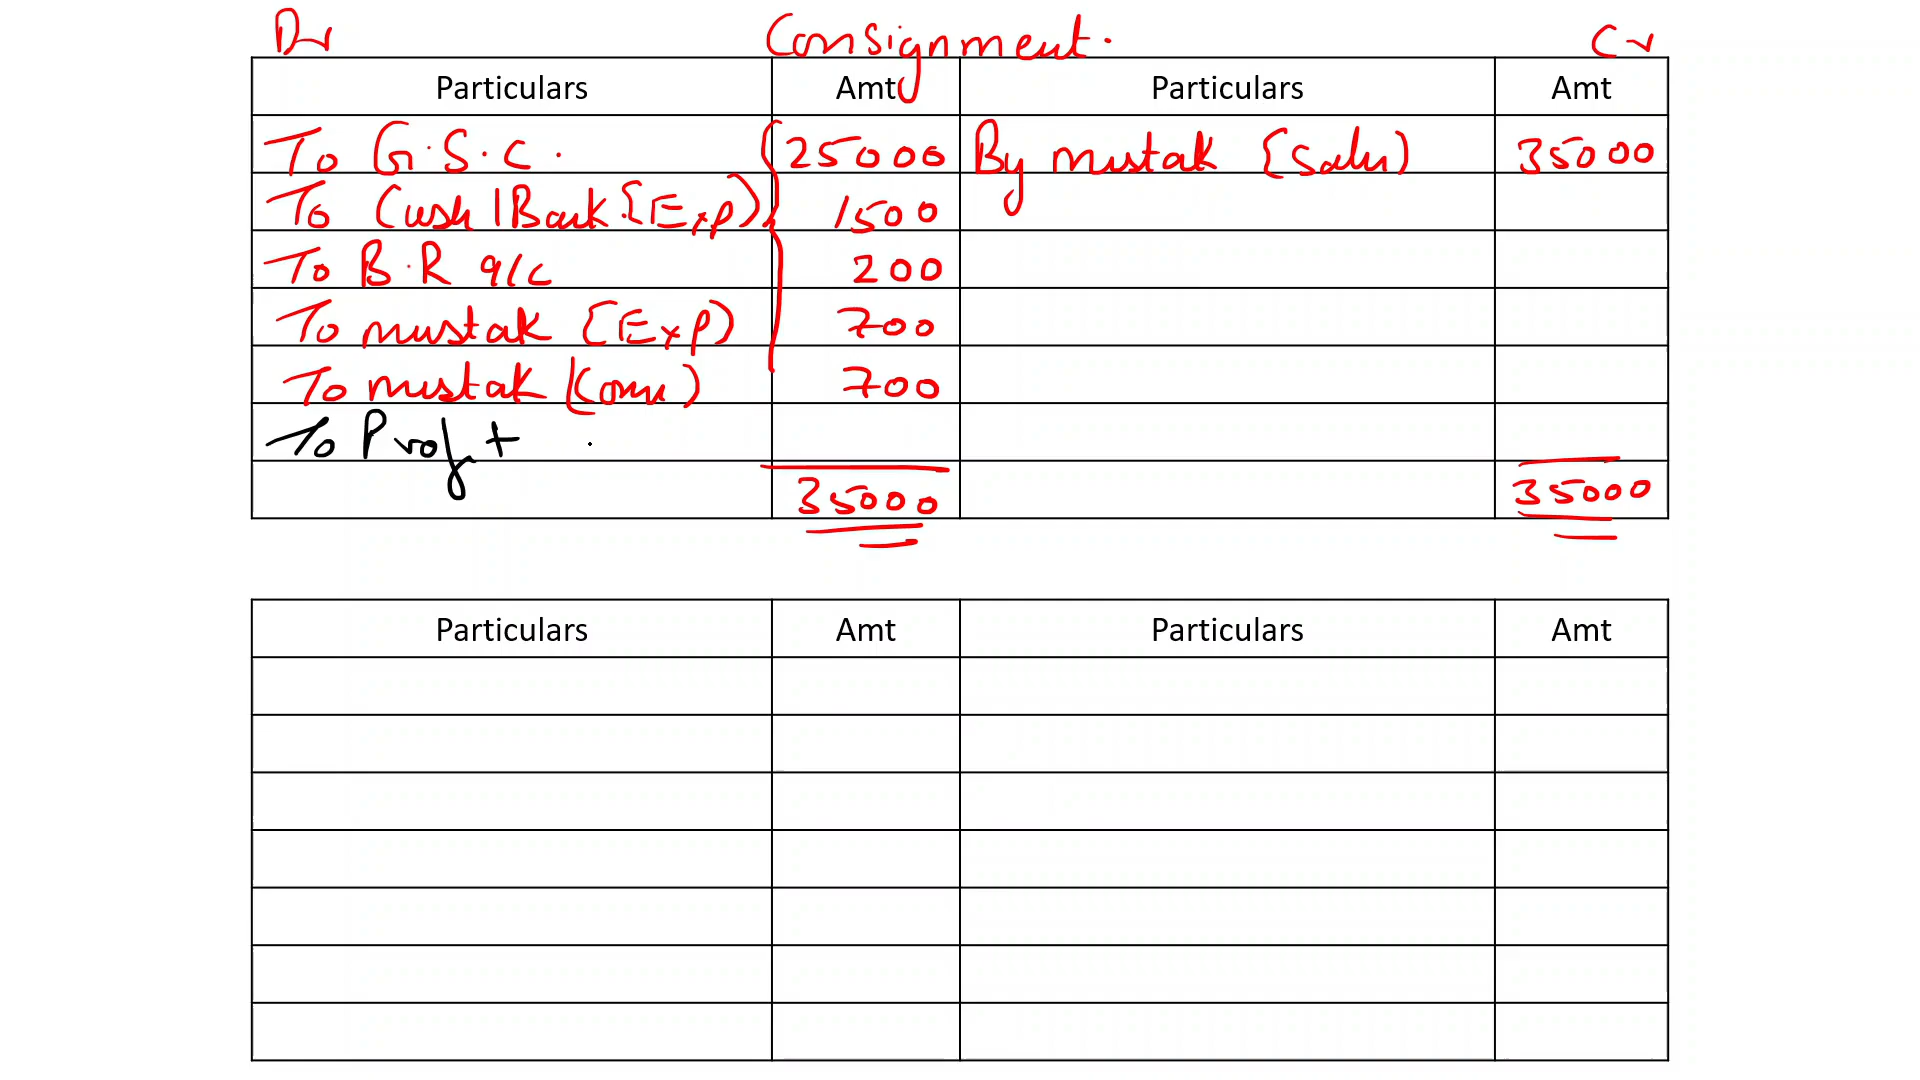 Dr Consignment. Cr
Particulars Amt Particulars Amt
To G.S.C. 25000 By mustak (Sales) 35000
To Cash/Bank (Exp) 1500
To B.R a/c 200
To mustak (Exp) 700
To mustak (Com) 700
To Profit
35000 35000
Particulars Amt Particulars Amt